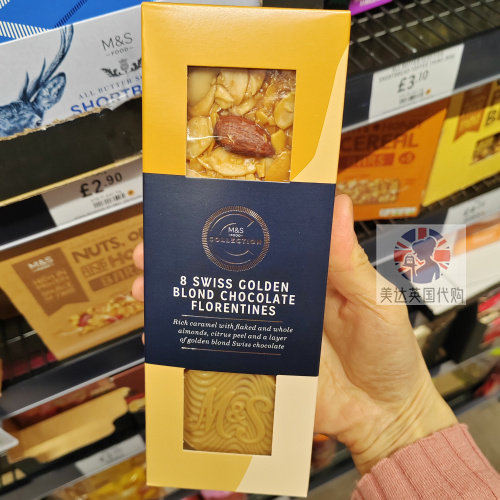 M&S
FOOD
ALL BUTTER
SHORTB
£3.10
£2.90
M&S
NUTS,
M&S
FOOD
COLLECTION
8 SWISS GOLDEN
BLOND CHOCOLATE
FLORENTINES
Rich caramel with flaked and whole
almonds, citrus peel and a layer
of golden blond Swiss chocolate
M&S
美达英国代购